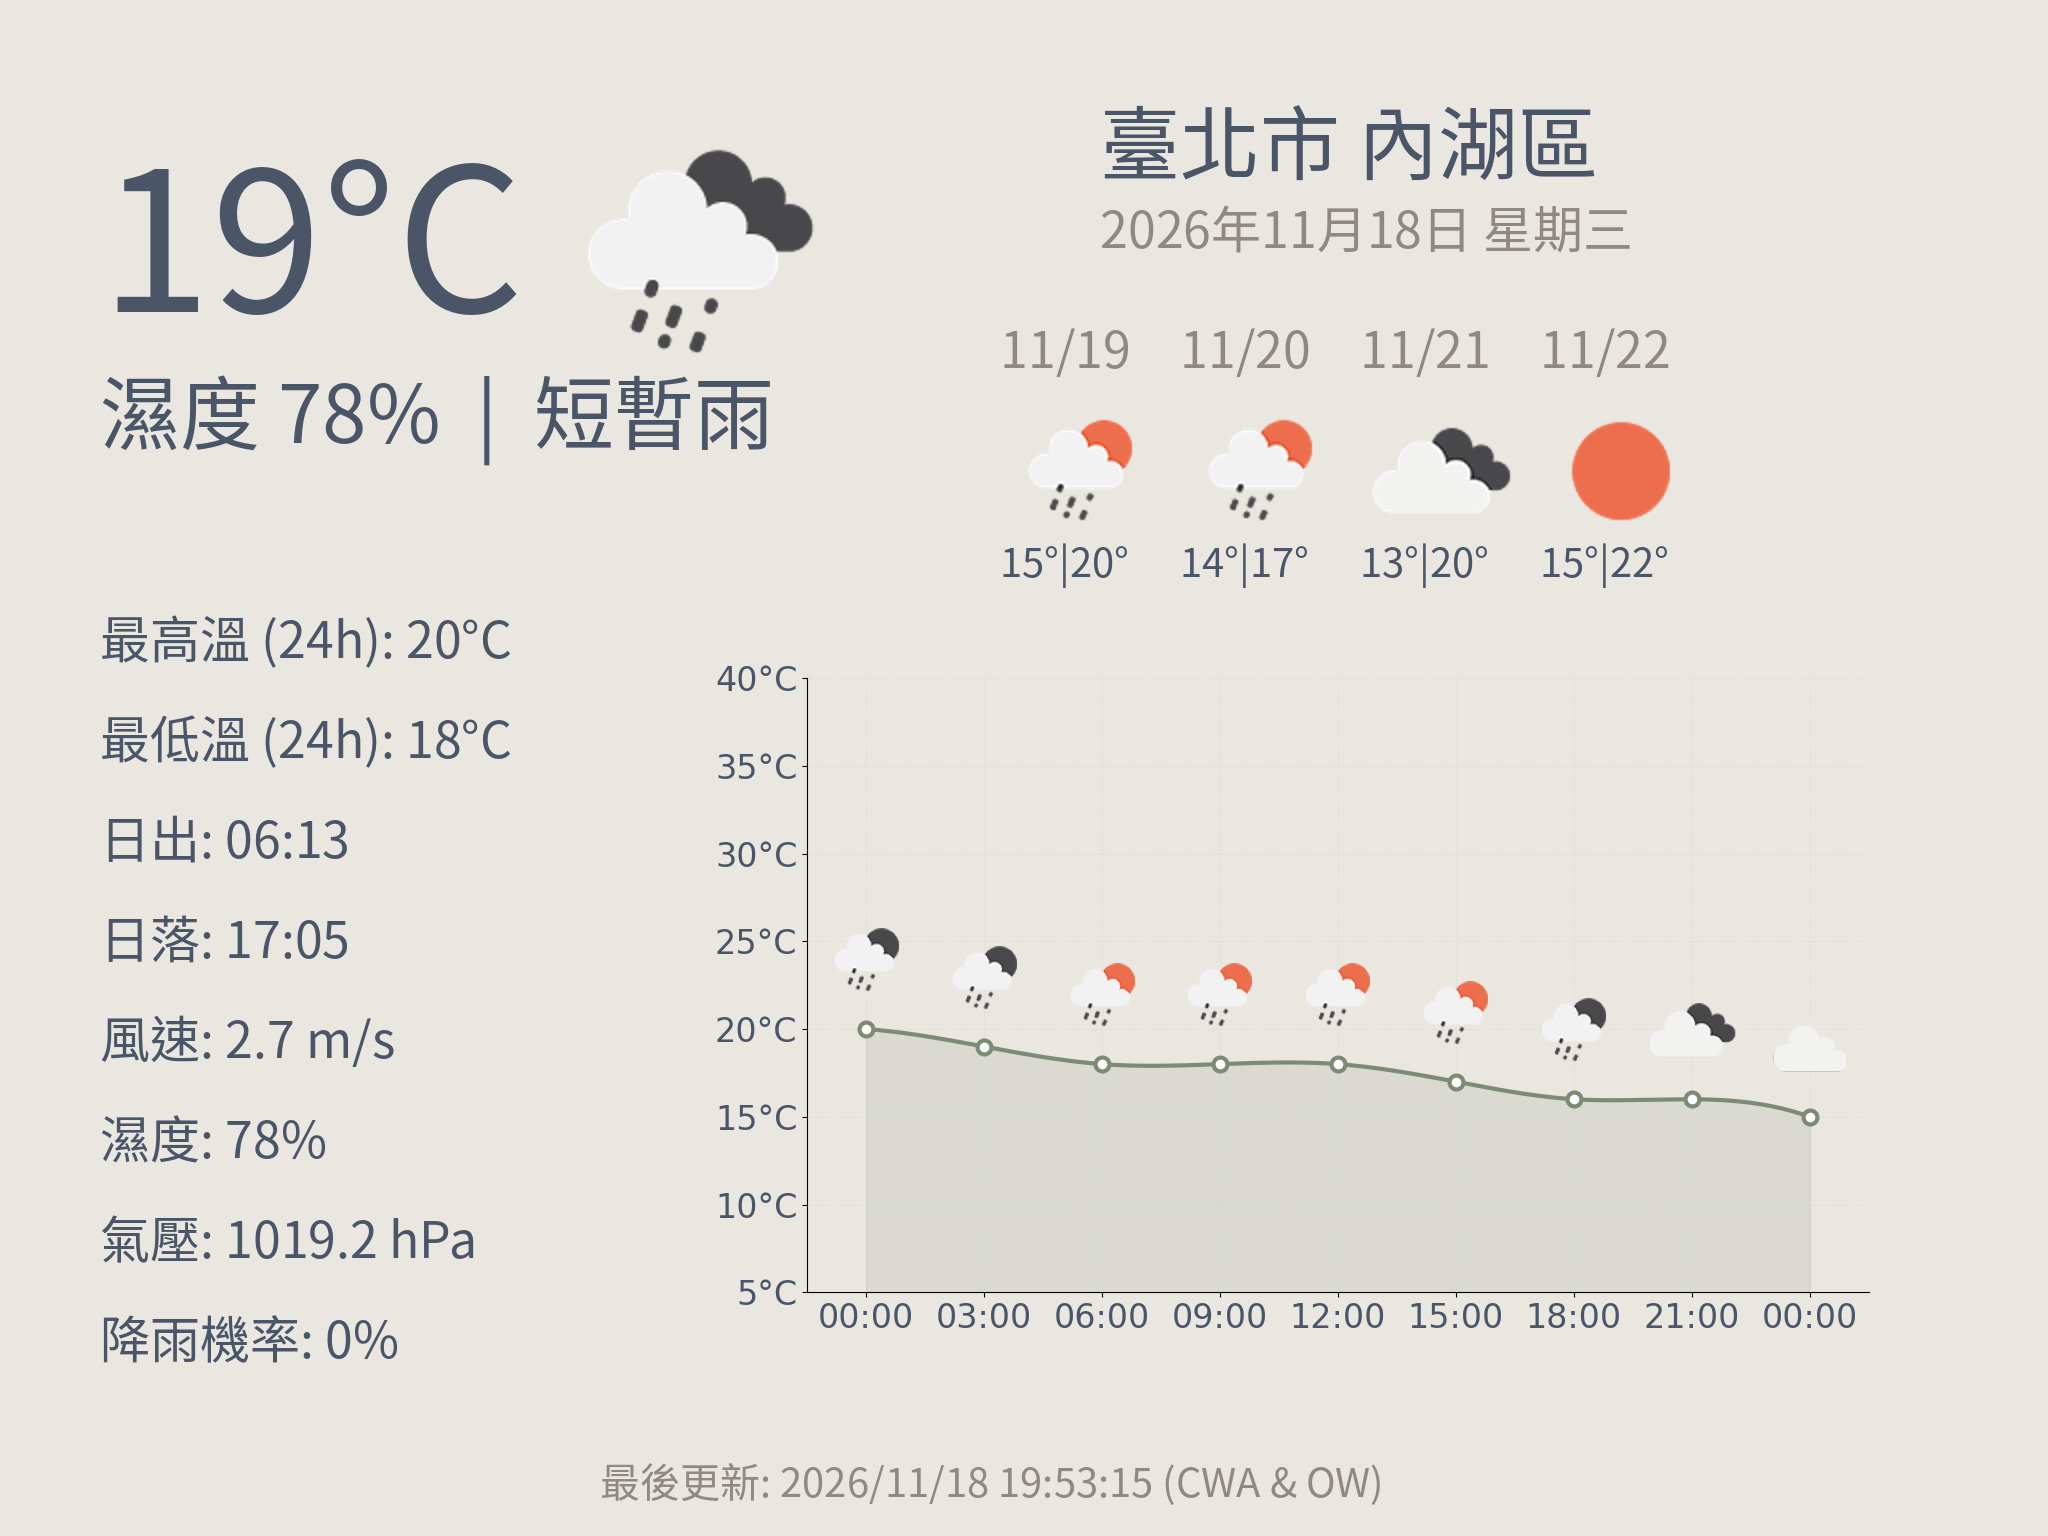 19°C
濕度 78% | 短暫雨
臺北市 內湖區
2026年11月18日 星期三
11/19 11/20 11/21 11/22
15°|20° 14°|17° 13°|20° 15°|22°
最高溫 (24h): 20°C
最低溫 (24h): 18°C
日出: 06:13
日落: 17:05
風速: 2.7 m/s
濕度: 78%
氣壓: 1019.2 hPa
降雨機率: 0%
40°C
35°C
30°C
25°C
20°C
15°C
10°C
5°C
00:00 03:00 06:00 09:00 12:00 15:00 18:00 21:00 00:00
最後更新: 2026/11/18 19:53:15 (CWA & OW)